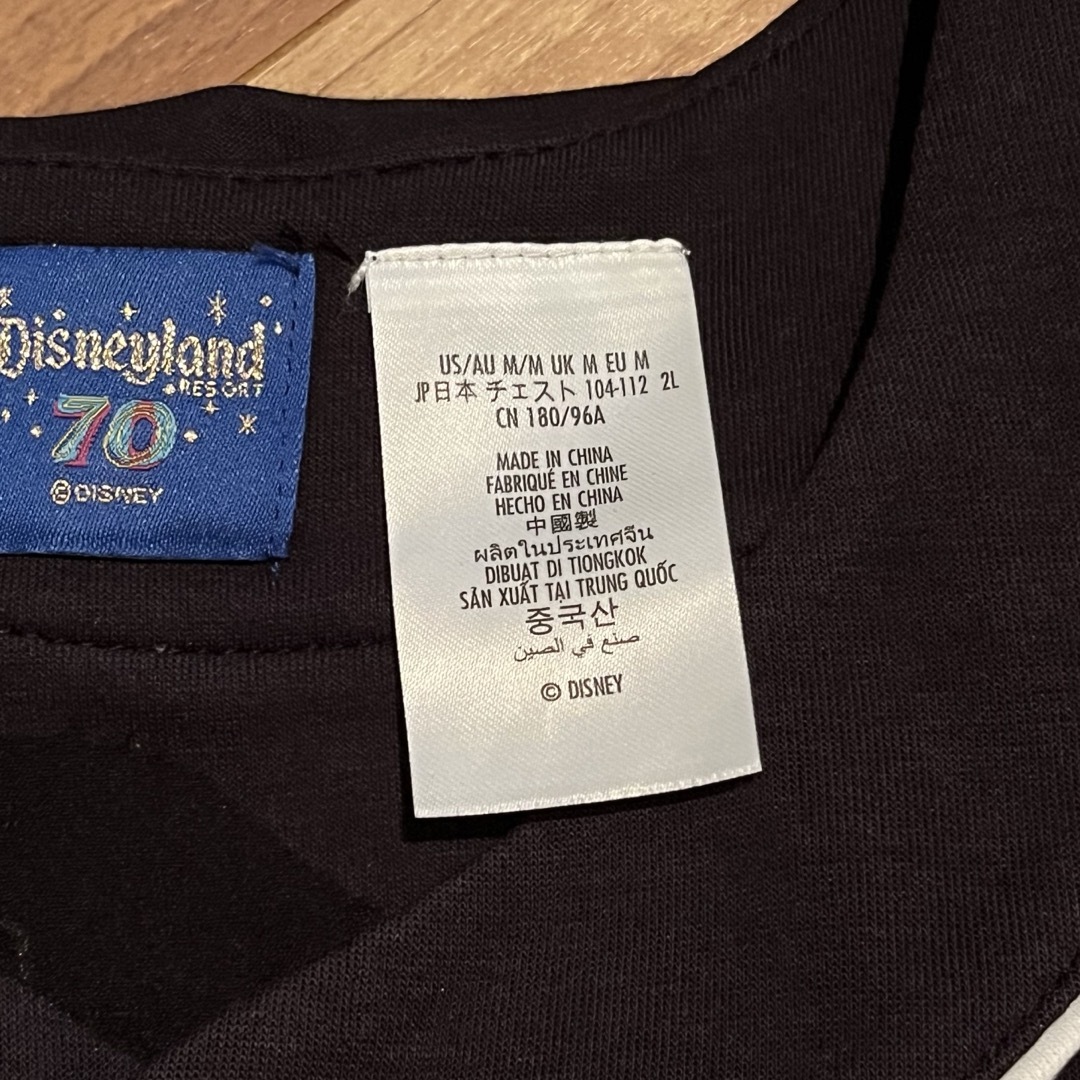 Disneyland
RESORT
70
© DISNEY
US/AU M/M UK M EU M
JP日本 チェスト 104-112 2L
CN 180/96A
MADE IN CHINA
FABRIQUÉ EN CHINE
HECHO EN CHINA
中國製
ผลิตในประเทศจีน
DIBUAT DI TIONGKOK
SẢN XUẤT TẠI TRUNG QUỐC
중국산
صنع في الصين
© DISNEY